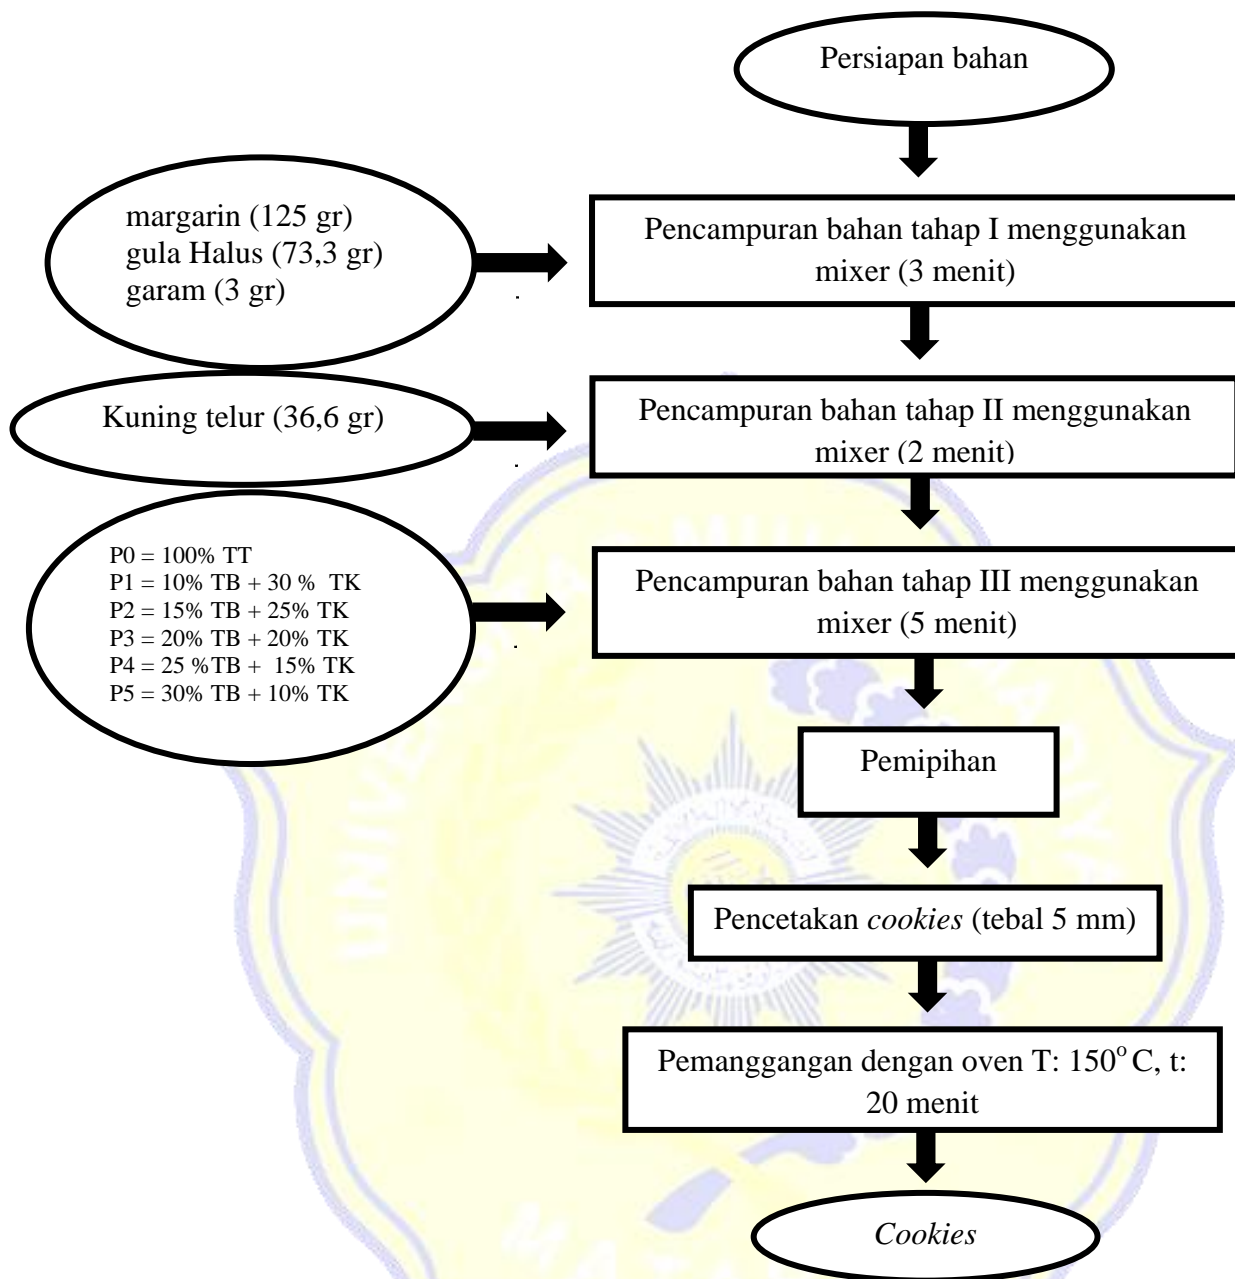 Persiapan bahan
margarin (125 gr)
gula Halus (73,3 gr)
garam (3 gr)
Pencampuran bahan tahap I menggunakan
mixer (3 menit)
Kuning telur (36,6 gr)
Pencampuran bahan tahap II menggunakan
mixer (2 menit)
P0 = 100% TT
P1 = 10% TB + 30 % TK
P2 = 15% TB + 25% TK
P3 = 20% TB + 20% TK
P4 = 25 %TB + 15% TK
P5 = 30% TB + 10% TK
Pencampuran bahan tahap III menggunakan
mixer (5 menit)
Pemipihan
Pencetakan cookies (tebal 5 mm)
Pemanggangan dengan oven T: 150° C, t:
20 menit
Cookies